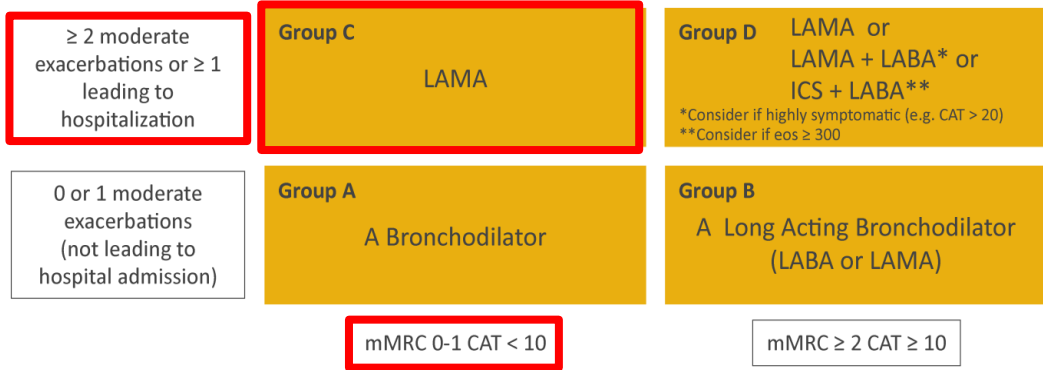 ≥ 2 moderate
exacerbations or ≥ 1
leading to
hospitalization
Group C
LAMA
Group D
LAMA or
LAMA + LABA* or
ICS + LABA**
*Consider if highly symptomatic (e.g. CAT > 20)
**Consider if eos ≥ 300
0 or 1 moderate
exacerbations
(not leading to
hospital admission)
Group A
A Bronchodilator
Group B
A Long Acting Bronchodilator
(LABA or LAMA)
mMRC 0-1 CAT < 10
mMRC ≥ 2 CAT ≥ 10